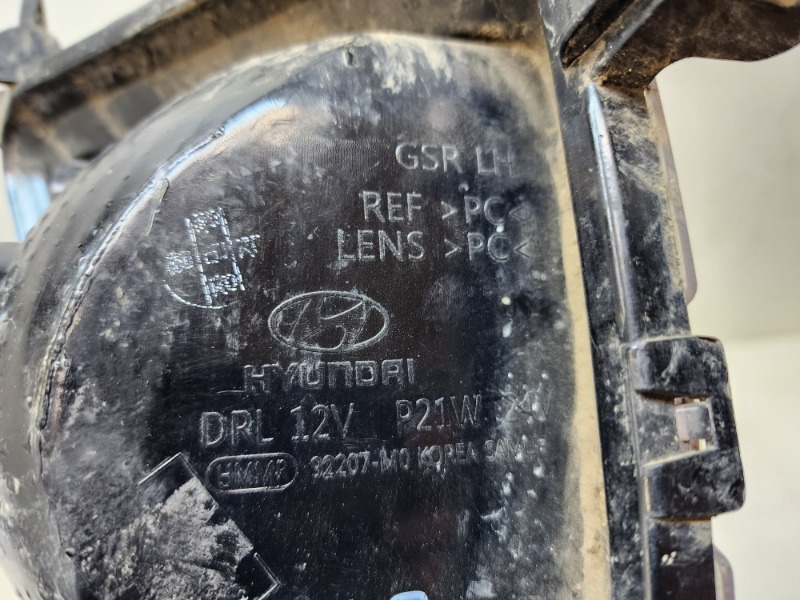 GSR LH
REF >PC<
LENS >PC<
HYUNDAI
DRL 12V P21W
92207-M0 KOREA